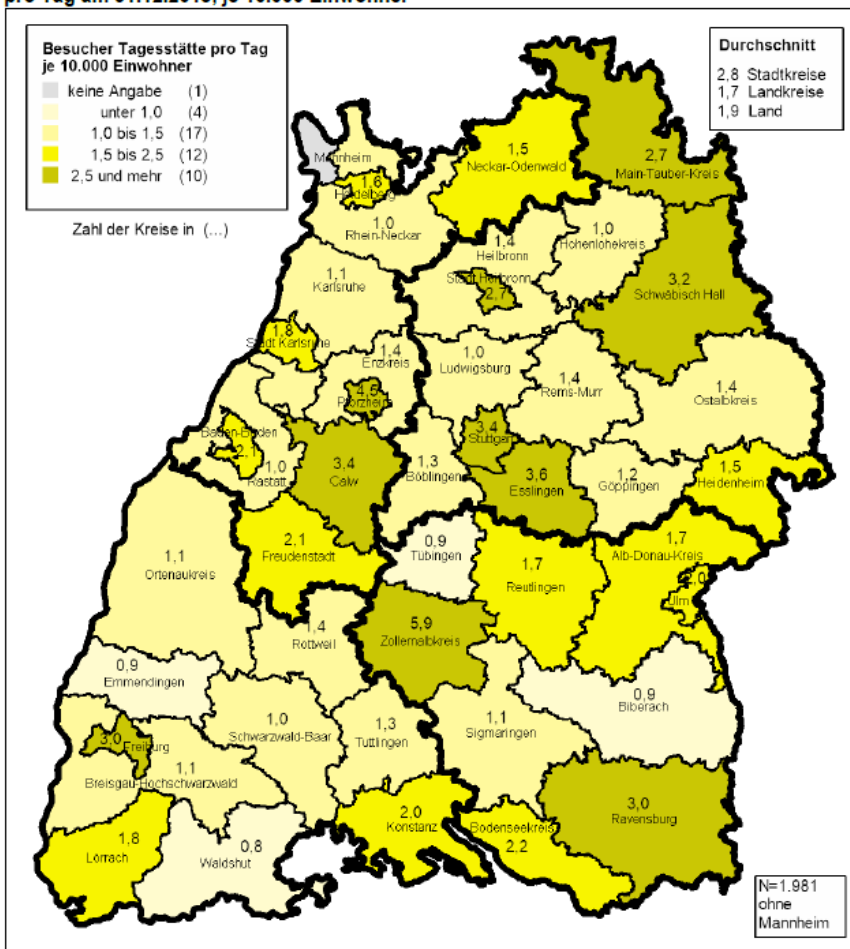 Besucher Tagesstätte pro Tag
je 10.000 Einwohner
keine Angabe (1)
unter 1,0 (4)
1,0 bis 1,5 (17)
1,5 bis 2,5 (12)
2,5 und mehr (10)
Zahl der Kreise in (...)
Durchschnitt
2,8 Stadtkreise
1,7 Landkreise
1,9 Land
Mannheim
1,6
Heidelberg
1,0
Rhein-Neckar
1,5
Neckar-Odenwald
2,7
Main-Tauber-Kreis
1,4
Heilbronn
Stadt Heilbronn
2,7
1,0
Hohenlohekreis
3,2
Schwäbisch Hall
1,1
Karlsruhe
1,8
Stadt Karlsruhe
1,4
Enzkreis
4,5
Pforzheim
1,0
Ludwigsburg
1,4
Rems-Murr
1,4
Ostalbkreis
Baden-Baden
2,1
1,0
Rastatt
3,4
Calw
1,3
Böblingen
3,4
Stuttgart
3,6
Esslingen
1,2
Göppingen
1,5
Heidenheim
1,1
Ortenaukreis
2,1
Freudenstadt
0,9
Tübingen
1,7
Reutlingen
1,7
Alb-Donau-Kreis
2,0
Ulm
1,4
Rottweil
5,9
Zollernalbkreis
0,9
Emmendingen
1,0
Schwarzwald-Baar
1,3
Tuttlingen
1,1
Sigmaringen
0,9
Biberach
3,0 Freiburg
1,1
Breisgau-Hochschwarzwald
1,8
Lörrach
0,8
Waldshut
2,0
Konstanz
Bodenseekreis
2,2
3,0
Ravensburg
N=1.981
ohne
Mannheim